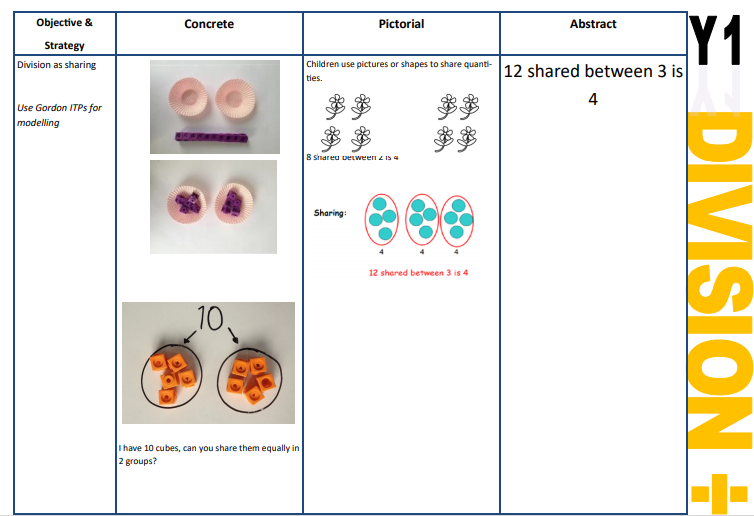 Objective &
Strategy
Concrete
Pictorial
Abstract
Division as sharing
Use Gordon ITPs for
modelling
10
I have 10 cubes, can you share them equally in
2 groups?
Children use pictures or shapes to share quanti-
ties.
8 shared between 2 is 4
Sharing:
4 4 4
12 shared between 3 is 4
12 shared between 3 is
4
Y1
DIVISION ÷